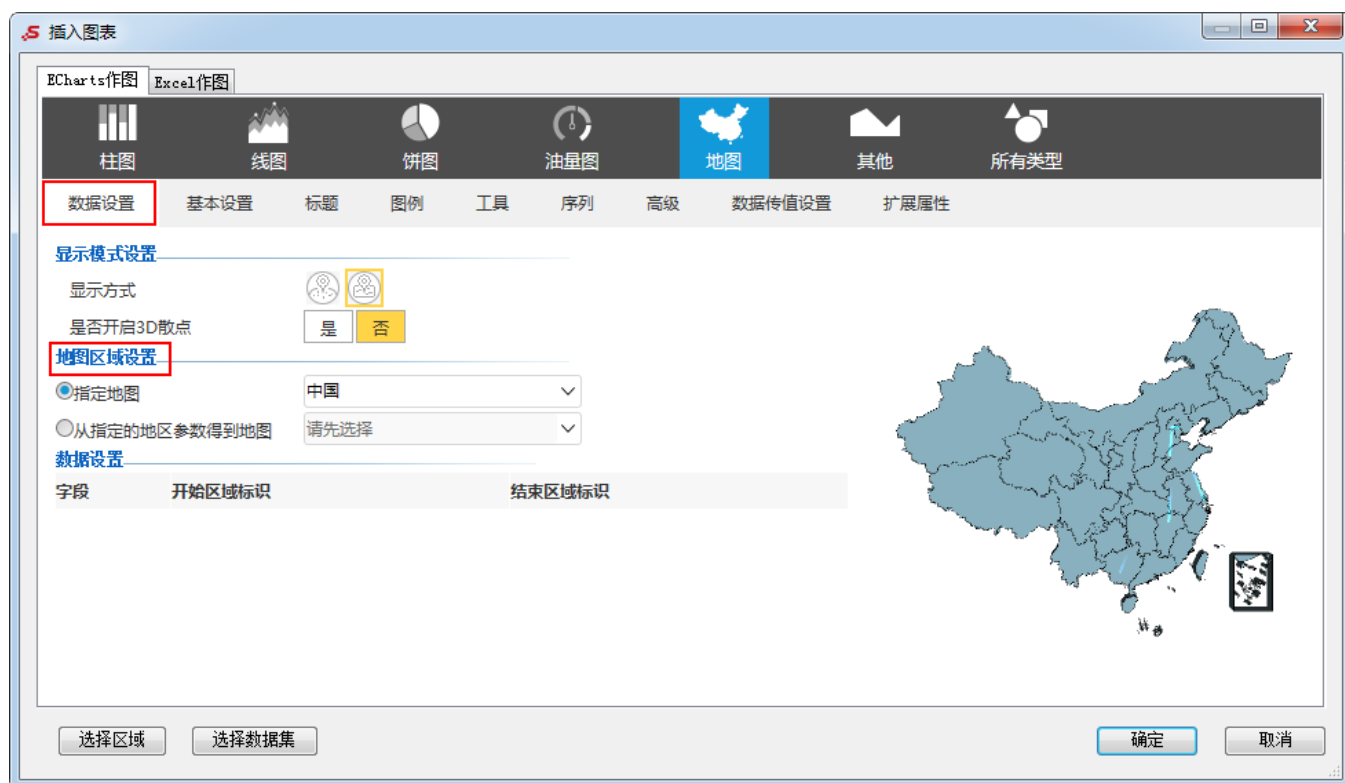 插入图表
ECharts作图 Excel作图
柱图 线图 饼图 油量图 地图 其他 所有类型
数据设置 基本设置 标题 图例 工具 序列 高级 数据传值设置 扩展属性
显示模式设置
显示方式
是否开启3D散点 是 否
地图区域设置
指定地图 中国
从指定的地区参数得到地图 请先选择
数据设置
字段 开始区域标识 结束区域标识
选择区域 选择数据集 确定 取消